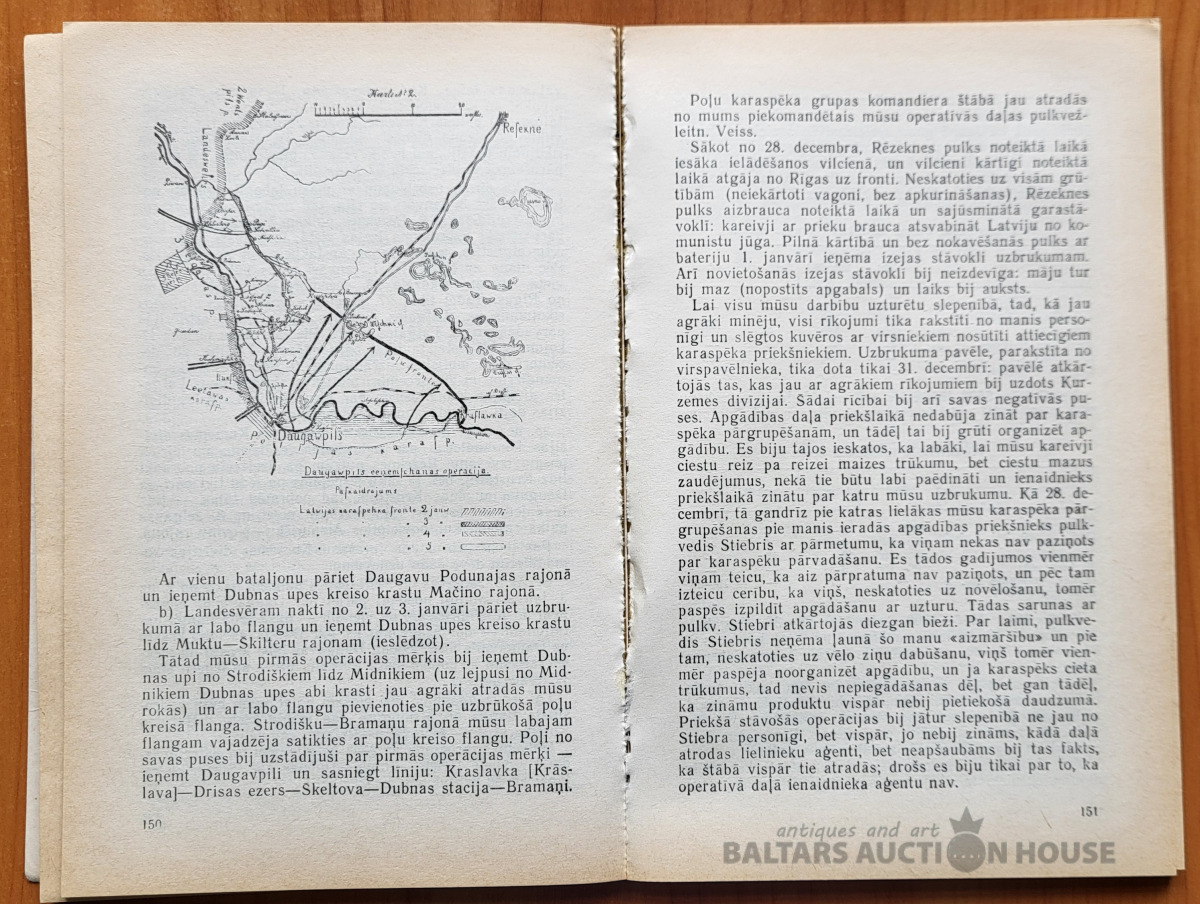 Karte № 2.
Landeswehrs
Resekne
Polufronte
Leetawas
karasp.
Daugawpils
Kraslawka
Daugawpils eeņemschanas operacija.
Paskaidrojums
Latvijas karaspehka fronte 2 janw
" 3 "
" 4 "
" 5 "
Ar vienu bataljonu pāriet Daugavu Podunajas rajonā
un ieņemt Dubnas upes kreiso krastu Mačino rajonā.
b) Landesvēram naktī no 2. uz 3. janvāri pāriet uzbru-
kumā ar labo flangu un ieņemt Dubnas upes kreiso krastu
līdz Muktu—Škilteru rajonam (ieslēdzot).
Tātad mūsu pirmās operācijas mērķis bij ieņemt Dub-
nas upi no Strodiškiem līdz Midnikiem (uz lejpusi no Mid-
nikiem Dubnas upes abi krasti jau agrāki atradās mūsu
rokās) un ar labo flangu pievienoties pie uzbrūkošā poļu
kreisā flanga. Strodišku—Bramaņu rajonā mūsu labajam
flangam vajadzēja satikties ar poļu kreiso flangu. Poļi no
savas puses bij uzstādījuši par pirmās operācijas mērķi —
ieņemt Daugavpili un sasniegt līniju: Kraslavka [Krās-
lava]—Drisas ezers—Škeltova—Dubnas stacija—Bramaņi.
150
Poļu karaspēka grupas komandiera štābā jau atradās
no mums piekomandētais mūsu operatīvās daļas pulkvež-
leitn. Veiss.
Sākot no 28. decembra, Rēzeknes pulks noteiktā laikā
iesāka ielādēšanos vilcienā, un vilcieni kārtīgi noteiktā
laikā atgāja no Rīgas uz fronti. Neskatoties uz visām grū-
tībām (neiekārtoti vagoni, bez apkurināšanas), Rēzeknes
pulks aizbrauca noteiktā laikā un sajūsminātā garastā-
voklī: kareivji ar prieku brauca atsvabināt Latviju no ko-
munistu jūga. Pilnā kārtībā un bez nokavēšanās pulks ar
bateriju 1. janvārī ieņēma izejas stāvokli uzbrukumam.
Arī novietošanās izejas stāvoklī bij neizdevīga: māju tur
bij maz (nopostīts apgabals) un laiks bij auksts.
Lai visu mūsu darbību uzturētu slepenībā, tad, kā jau
agrāki minēju, visi rīkojumi tika rakstīti no manis perso-
nīgi un slēgtos kuvēros ar virsniekiem nosūtīti attiecīgiem
karaspēka priekšniekiem. Uzbrukuma pavēle, parakstīta no
virspavēlnieka, tika dota tikai 31. decembrī: pavēlē atkār-
tojās tas, kas jau ar agrākiem rīkojumiem bij uzdots Kur-
zemes divīzijai. Šādai rīcībai bij arī savas negatīvās pu-
ses. Apgādības daļa priekšlaikā nedabūja zināt par kara-
spēka pārgrupēšanām, un tādēļ tai bij grūti organizēt ap-
gādību. Es biju tajos ieskatos, ka labāki, lai mūsu kareivji
ciestu reiz pa reizei maizes trūkumu, bet ciestu mazus
zaudējumus, nekā tie būtu labi paēdināti un ienaidnieks
priekšlaikā zinātu par katru mūsu uzbrukumu. Kā 28. de-
cembrī, tā gandrīz pie katras lielākas mūsu karaspēka pār-
grupēšanas pie manis ieradās apgādības priekšnieks pulk-
vedis Stiebris ar pārmetumu, ka viņam nekas nav paziņots
par karaspēku pārvadāšanu. Es tādos gadījumos vienmēr
viņam teicu, ka aiz pārpratuma nav paziņots, un pēc tam
izteicu cerību, ka viņš, neskatoties uz novēlošanu, tomēr
paspēs izpildīt apgādāšanu ar uzturu. Tādas sarunas ar
pulkv. Stiebri atkārtojās diezgan bieži. Par laimi, pulkve-
dis Stiebris neņēma ļaunā šo manu «aizmāršību» un pie
tam, neskatoties uz vēlo ziņu dabūšanu, viņš tomēr vien-
mēr paspēja noorganizēt apgādību, un ja karaspēks cieta
trūkumus, tad nevis nepiegādāšanas dēļ, bet gan tādēļ,
ka zināmu produktu vispār nebij pietiekošā daudzumā.
Priekšā stāvošās operācijas bij jātur slepenībā ne jau no
Stiebra personīgi, bet vispār, jo nebij zināms, kādā daļā
atrodas lielinieku aģenti, bet neapšaubāms bij tas fakts,
ka štābā vispār tie atradās; drošs es biju tikai par to, ka
operatīvā daļā ienaidnieka aģentu nav.
151
antiques and art
BALTARS AUCTION HOUSE